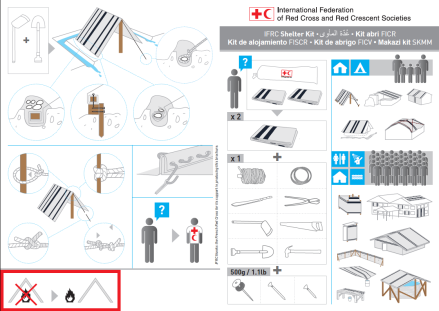 International Federation
of Red Cross and Red Crescent Societies
IFRC Shelter Kit • عُدّة المأوى • Kit abri FICR
Kit de alojamiento FISCR • Kit de abrigo FICV • Makazi kit SKMM
?
x 2
x 1
+
500g / 1.1lb
+
+
?